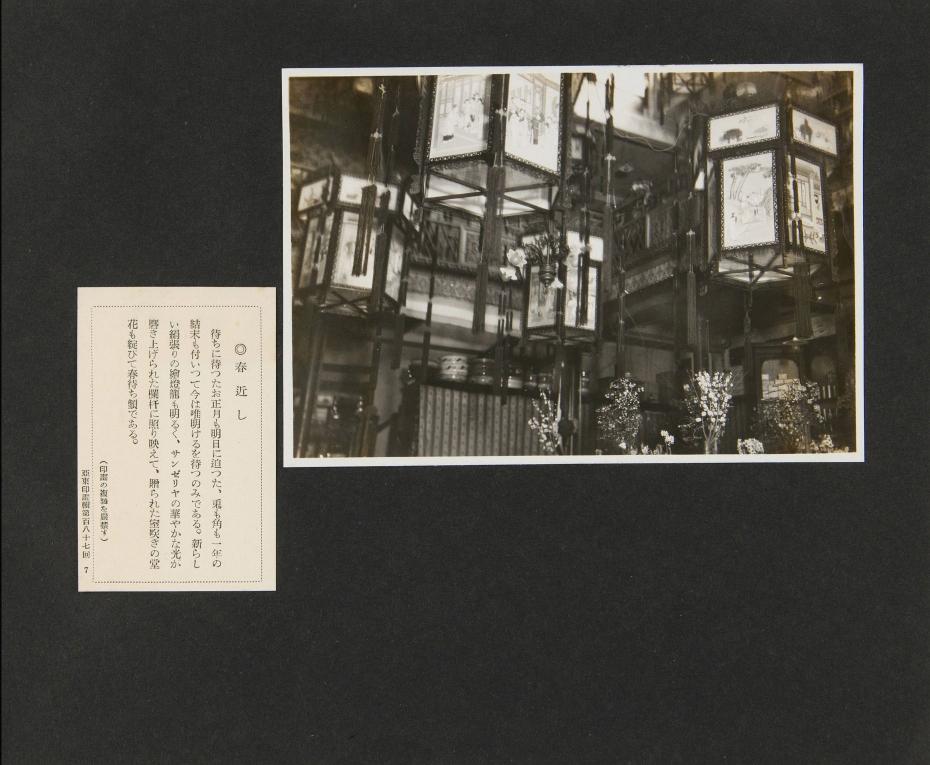 ◎春近し
待ちに待つたお正月も明日に迫つた、兎も角も一年の
結末も付いつて今は唯明けるを待つのみである。新らし
い絹張りの繪燈籠も明るく、サンゼリヤの華やかな光か
磨き上げられた欄杆に照り映えて、贈られた室咲きの堂
花も綻びて春待ち顔である。
(印畫の複製を嚴禁す)
亞東印畫輯第百八十七回 7